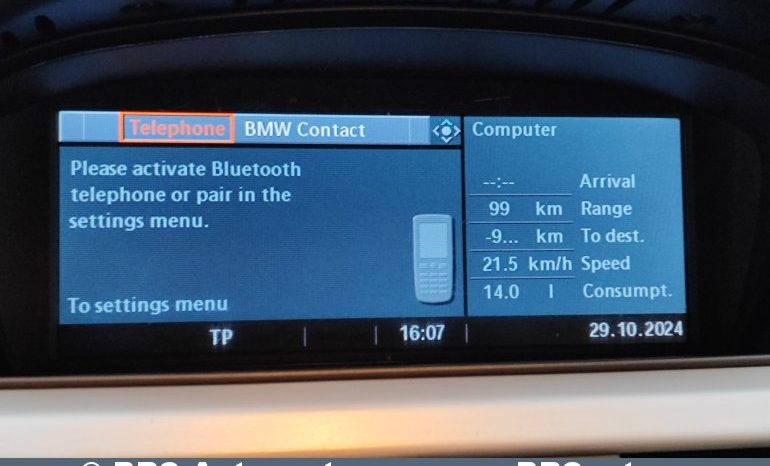 Telephone BMW Contact
Please activate Bluetooth
telephone or pair in the
settings menu.
To settings menu
Computer
--:-- Arrival
99 km Range
-9... km To dest.
21.5 km/h Speed
14.0 l Consumpt.
TP 16:07 29.10.2024